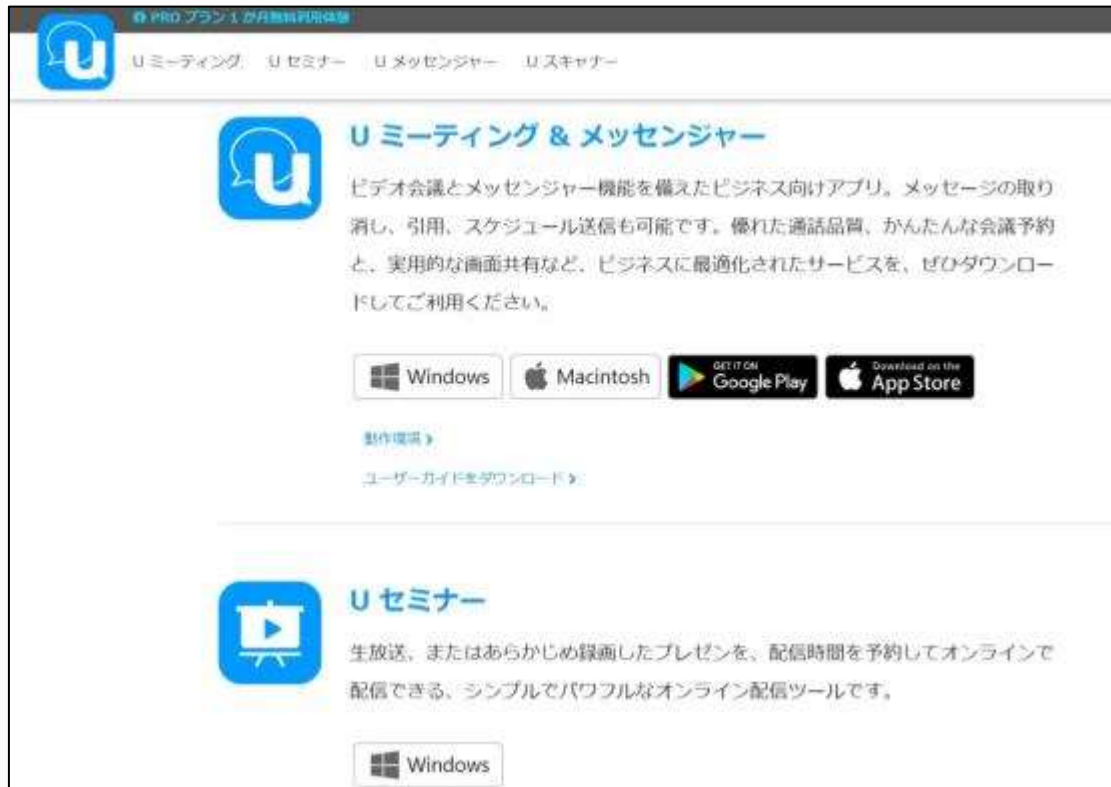 PRO プラン 1 か月無料利用体験
U ミーティング U セミナー U メッセンジャー U スキャナー
U ミーティング & メッセンジャー
ビデオ会議とメッセンジャー機能を備えたビジネス向けアプリ。メッセージの取り
消し、引用、スケジュール送信も可能です。優れた通話品質、かんたんな会議予約
と、実用的な画面共有など、ビジネスに最適化されたサービスを、ぜひダウンロー
ドしてご利用ください。
Windows Macintosh GET IT ON Google Play Download on the App Store
動作環境
ユーザーガイドをダウンロード
U セミナー
生放送、またはあらかじめ録画したプレゼンを、配信時間を予約してオンラインで
配信できる、シンプルでパワフルなオンライン配信ツールです。
Windows